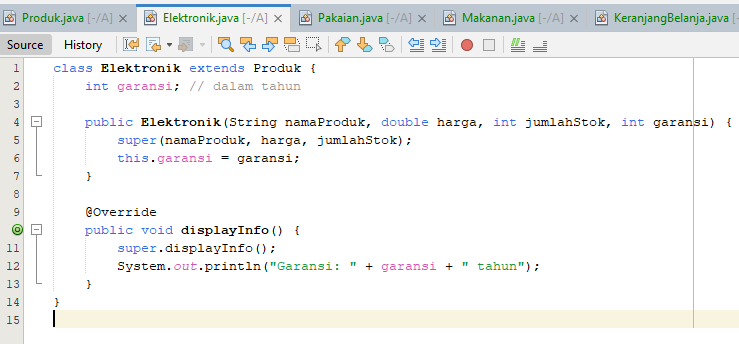 Produk.java [-/A] Elektronik.java [-/A] Pakaian.java [-/A] Makanan.java [-/A] KeranjangBelanja.java [-/A]
Source History
1 class Elektronik extends Produk {
2 int garansi; // dalam tahun
3
4 public Elektronik(String namaProduk, double harga, int jumlahStok, int garansi) {
5 super(namaProduk, harga, jumlahStok);
6 this.garansi = garansi;
7 }
8
9 @Override
public void displayInfo() {
11 super.displayInfo();
12 System.out.println("Garansi: " + garansi + " tahun");
13 }
14 }
15